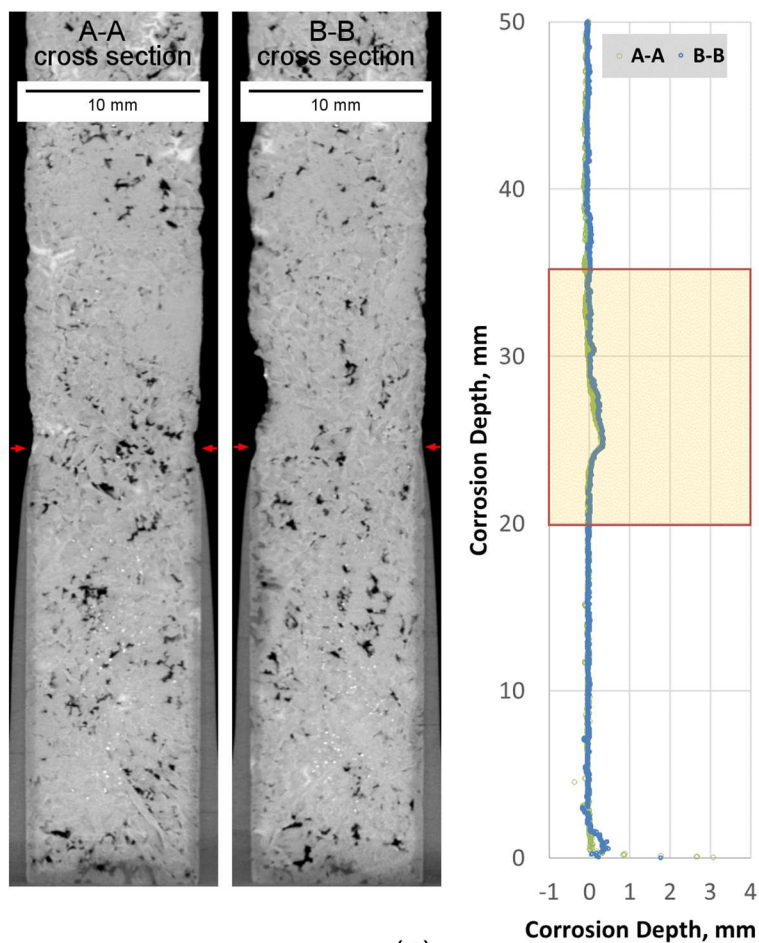 A-A
cross section
10 mm
B-B
cross section
10 mm
A-A B-B
50
40
30
20
10
0
-1 0 1 2 3 4
Corrosion Depth, mm
Corrosion Depth, mm